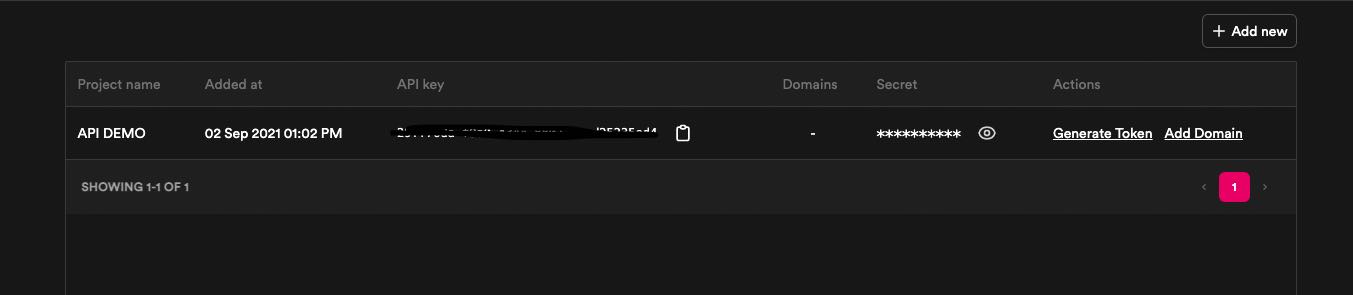 + Add new
Project name Added at API key Domains Secret Actions
API DEMO 02 Sep 2021 01:02 PM - ********** Generate Token Add Domain
SHOWING 1-1 OF 1 ‹ 1 ›